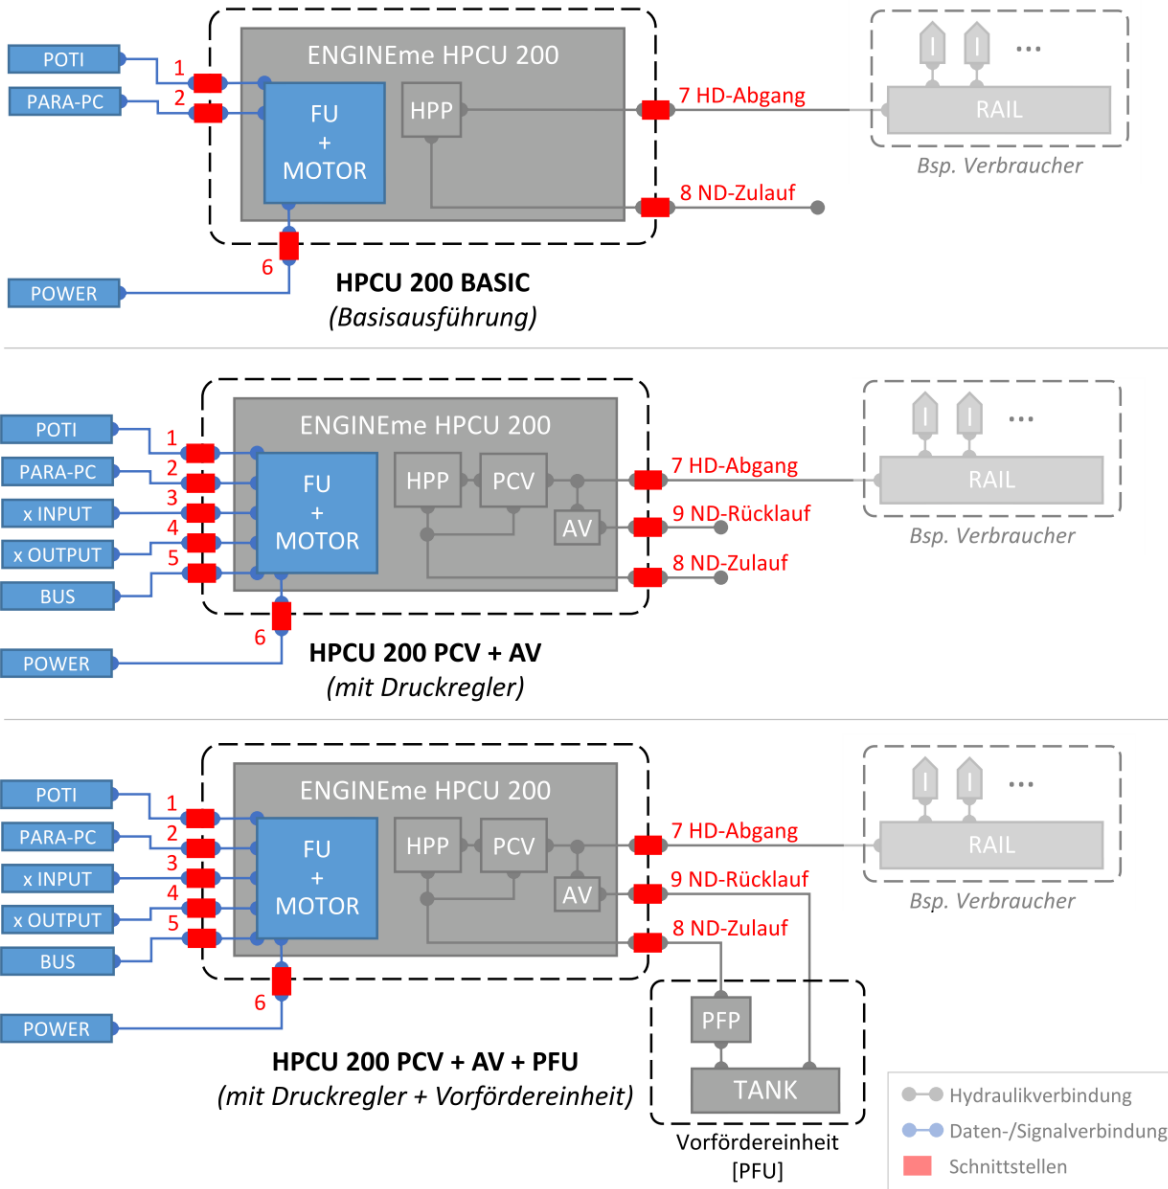 POTI
PARA-PC
POWER
1
2
6
ENGINEme HPCU 200
FU
+
MOTOR
HPP
7 HD-Abgang
8 ND-Zulauf
I I ...
RAIL
Bsp. Verbraucher
HPCU 200 BASIC
(Basisausführung)
POTI
PARA-PC
x INPUT
x OUTPUT
BUS
POWER
1
2
3
4
5
6
ENGINEme HPCU 200
FU
+
MOTOR
HPP
PCV
AV
7 HD-Abgang
9 ND-Rücklauf
8 ND-Zulauf
I I ...
RAIL
Bsp. Verbraucher
HPCU 200 PCV + AV
(mit Druckregler)
POTI
PARA-PC
x INPUT
x OUTPUT
BUS
POWER
1
2
3
4
5
6
ENGINEme HPCU 200
FU
+
MOTOR
HPP
PCV
AV
7 HD-Abgang
9 ND-Rücklauf
8 ND-Zulauf
I I ...
RAIL
Bsp. Verbraucher
PFP
TANK
Vorfördereinheit
[PFU]
HPCU 200 PCV + AV + PFU
(mit Druckregler + Vorfördereinheit)
Hydraulikverbindung
Daten-/Signalverbindung
Schnittstellen